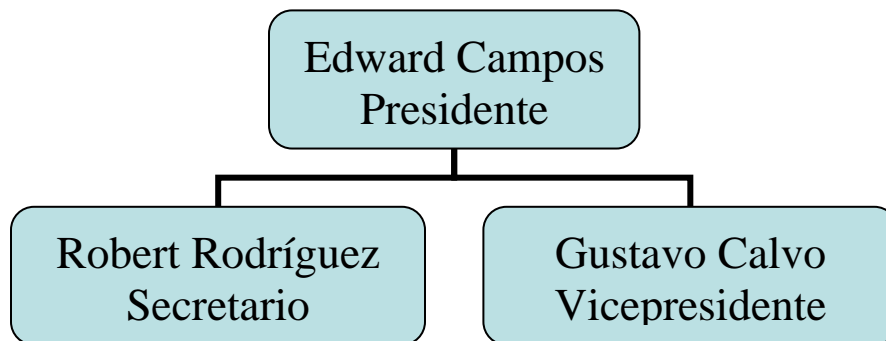 Edward Campos
Presidente
Robert Rodríguez
Secretario
Gustavo Calvo
Vicepresidente